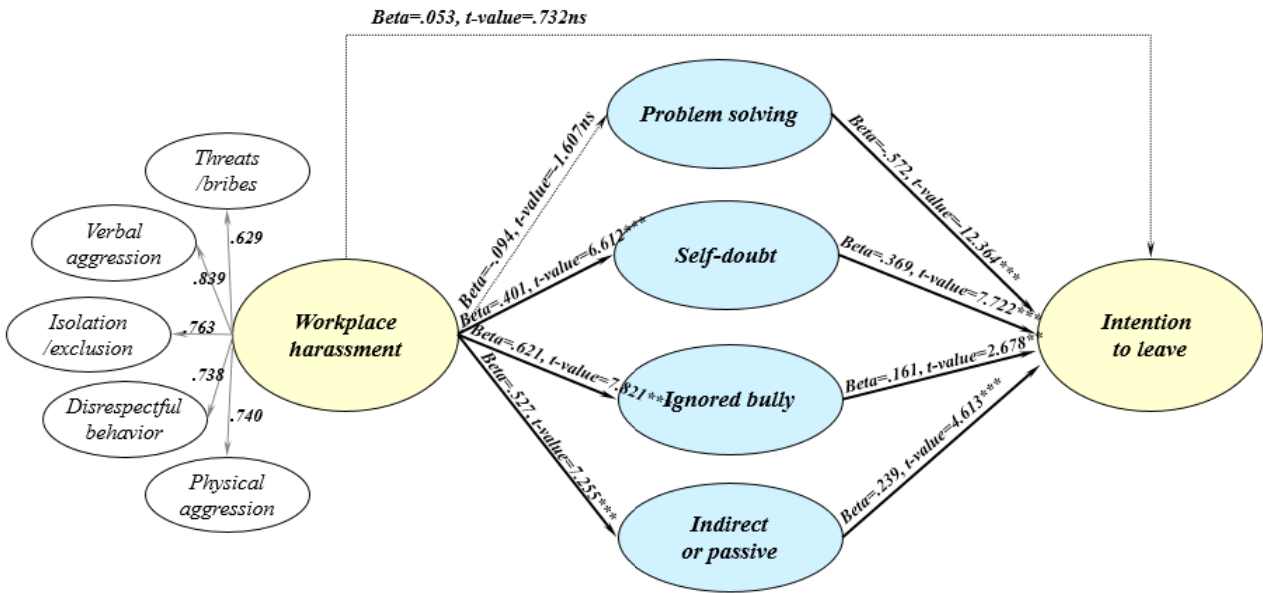 Beta=.053, t-value=.732ns
Problem solving
Beta=-.094, t-value=-1.607ns
Beta=-.572, t-value=-12.364***
Threats
/bribes
.629
Verbal
aggression
.839
Self-doubt
Beta=.401, t-value=6.612***
Beta=.369, t-value=7.722***
Isolation
/exclusion
.763
Workplace
harassment
Intention
to leave
Beta=.621, t-value=7.821**
Ignored bully
Beta=.161, t-value=2.678**
.738
Disrespectful
behavior
.740
Beta=.527, t-value=7.255***
Beta=.239, t-value=4.613***
Physical
aggression
Indirect
or passive